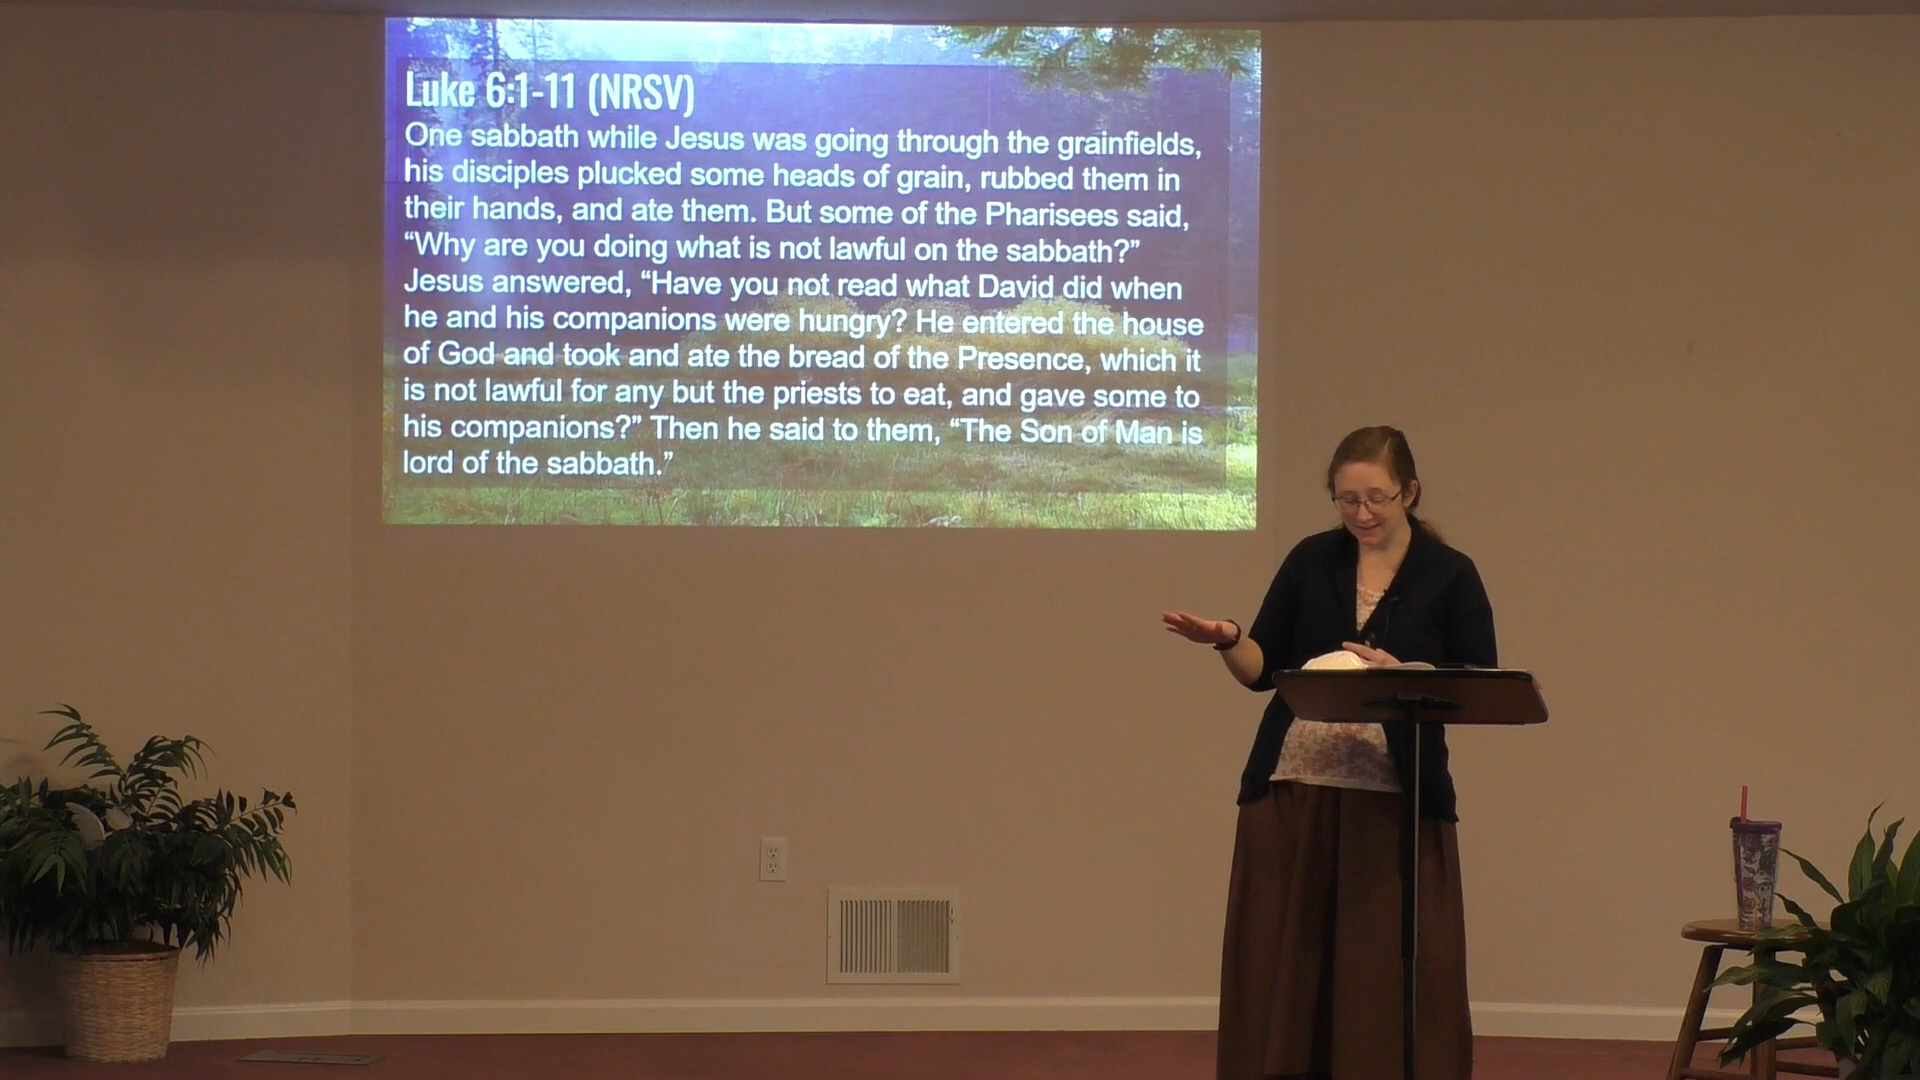 Luke 6:1-11 (NRSV)
One sabbath while Jesus was going through the grainfields,
his disciples plucked some heads of grain, rubbed them in
their hands, and ate them. But some of the Pharisees said,
“Why are you doing what is not lawful on the sabbath?”
Jesus answered, “Have you not read what David did when
he and his companions were hungry? He entered the house
of God and took and ate the bread of the Presence, which it
is not lawful for any but the priests to eat, and gave some to
his companions?” Then he said to them, “The Son of Man is
lord of the sabbath.”